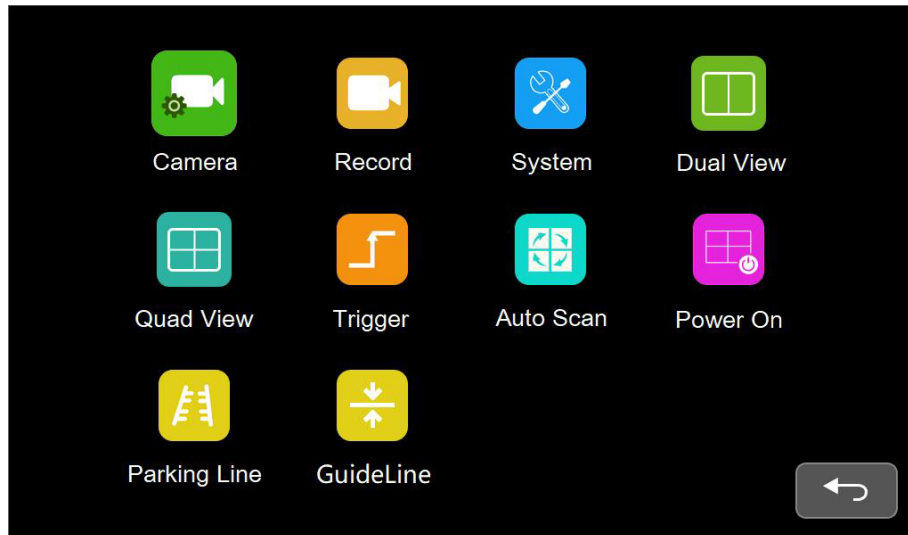 Camera
Record
System
Dual View
Quad View
Trigger
Auto Scan
Power On
Parking Line
GuideLine